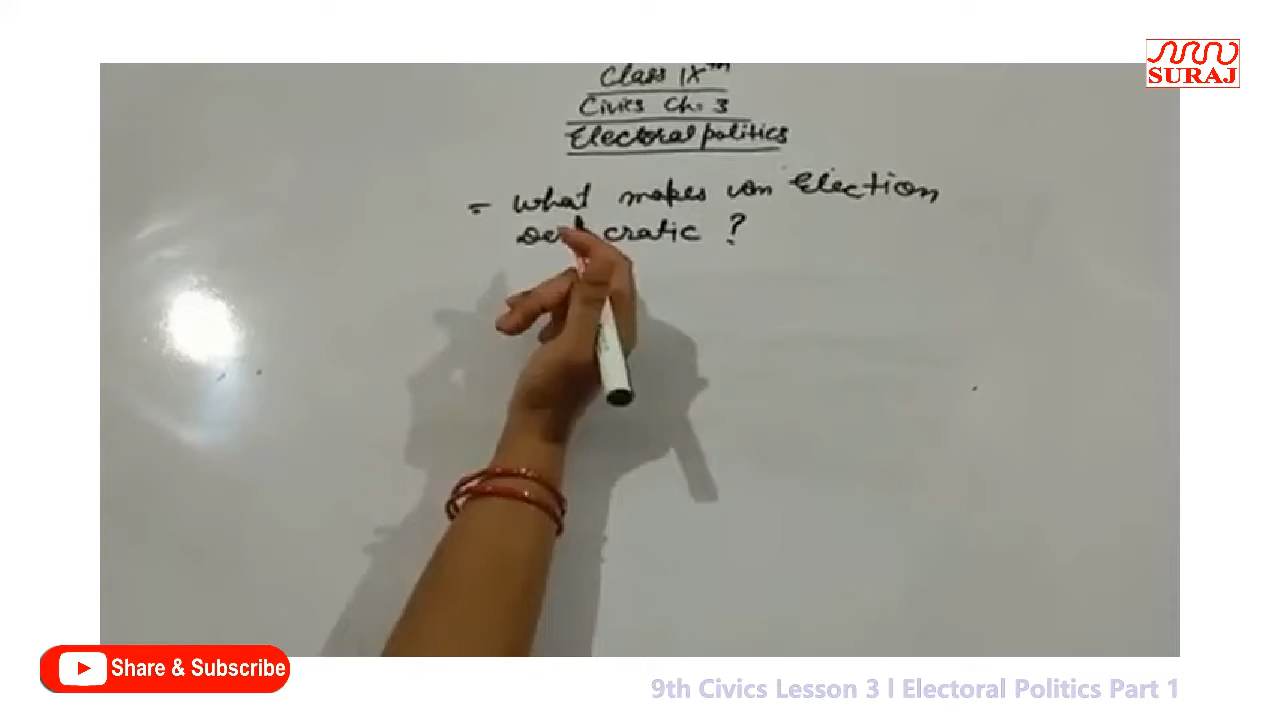 SURAJ
Class IXth
Civics Ch. 3
Electoral politics
= What makes an Election
cratic ?
Share & Subscribe
9th Civics Lesson 3 l Electoral Politics Part 1